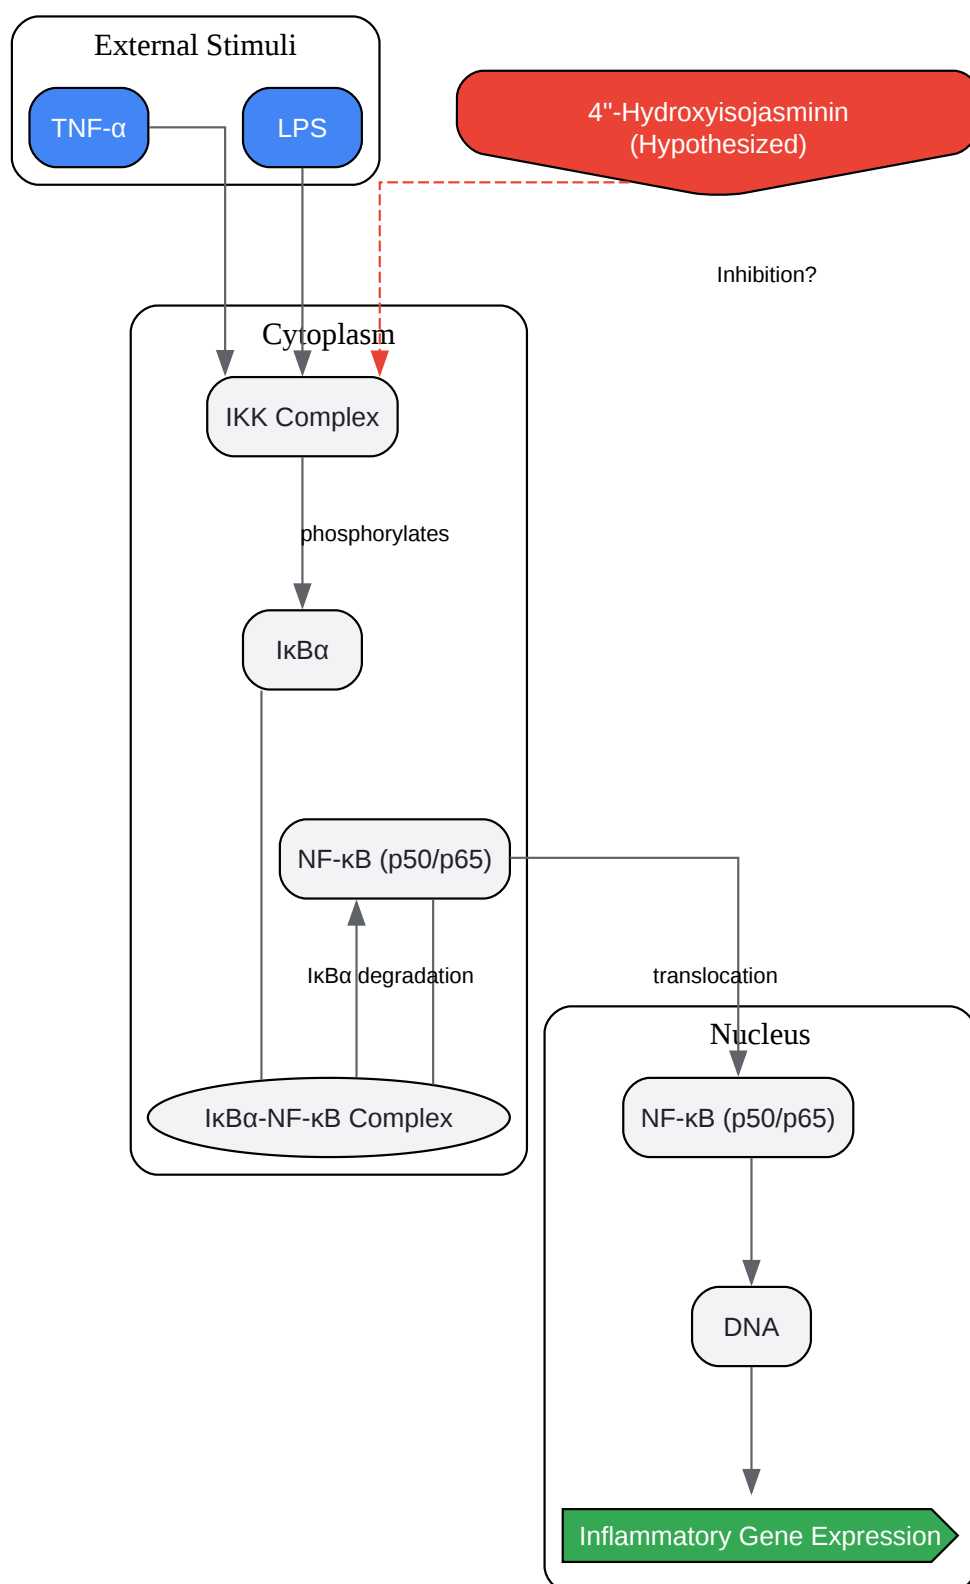 External Stimuli
TNF-α
LPS
4"-Hydroxyisojasminin
(Hypothesized)
Inhibition?
Cytoplasm
IKK Complex
phosphorylates
IκBα
NF-κB (p50/p65)
IκBα degradation
translocation
Nucleus
IκBα-NF-κB Complex
NF-κB (p50/p65)
DNA
Inflammatory Gene Expression